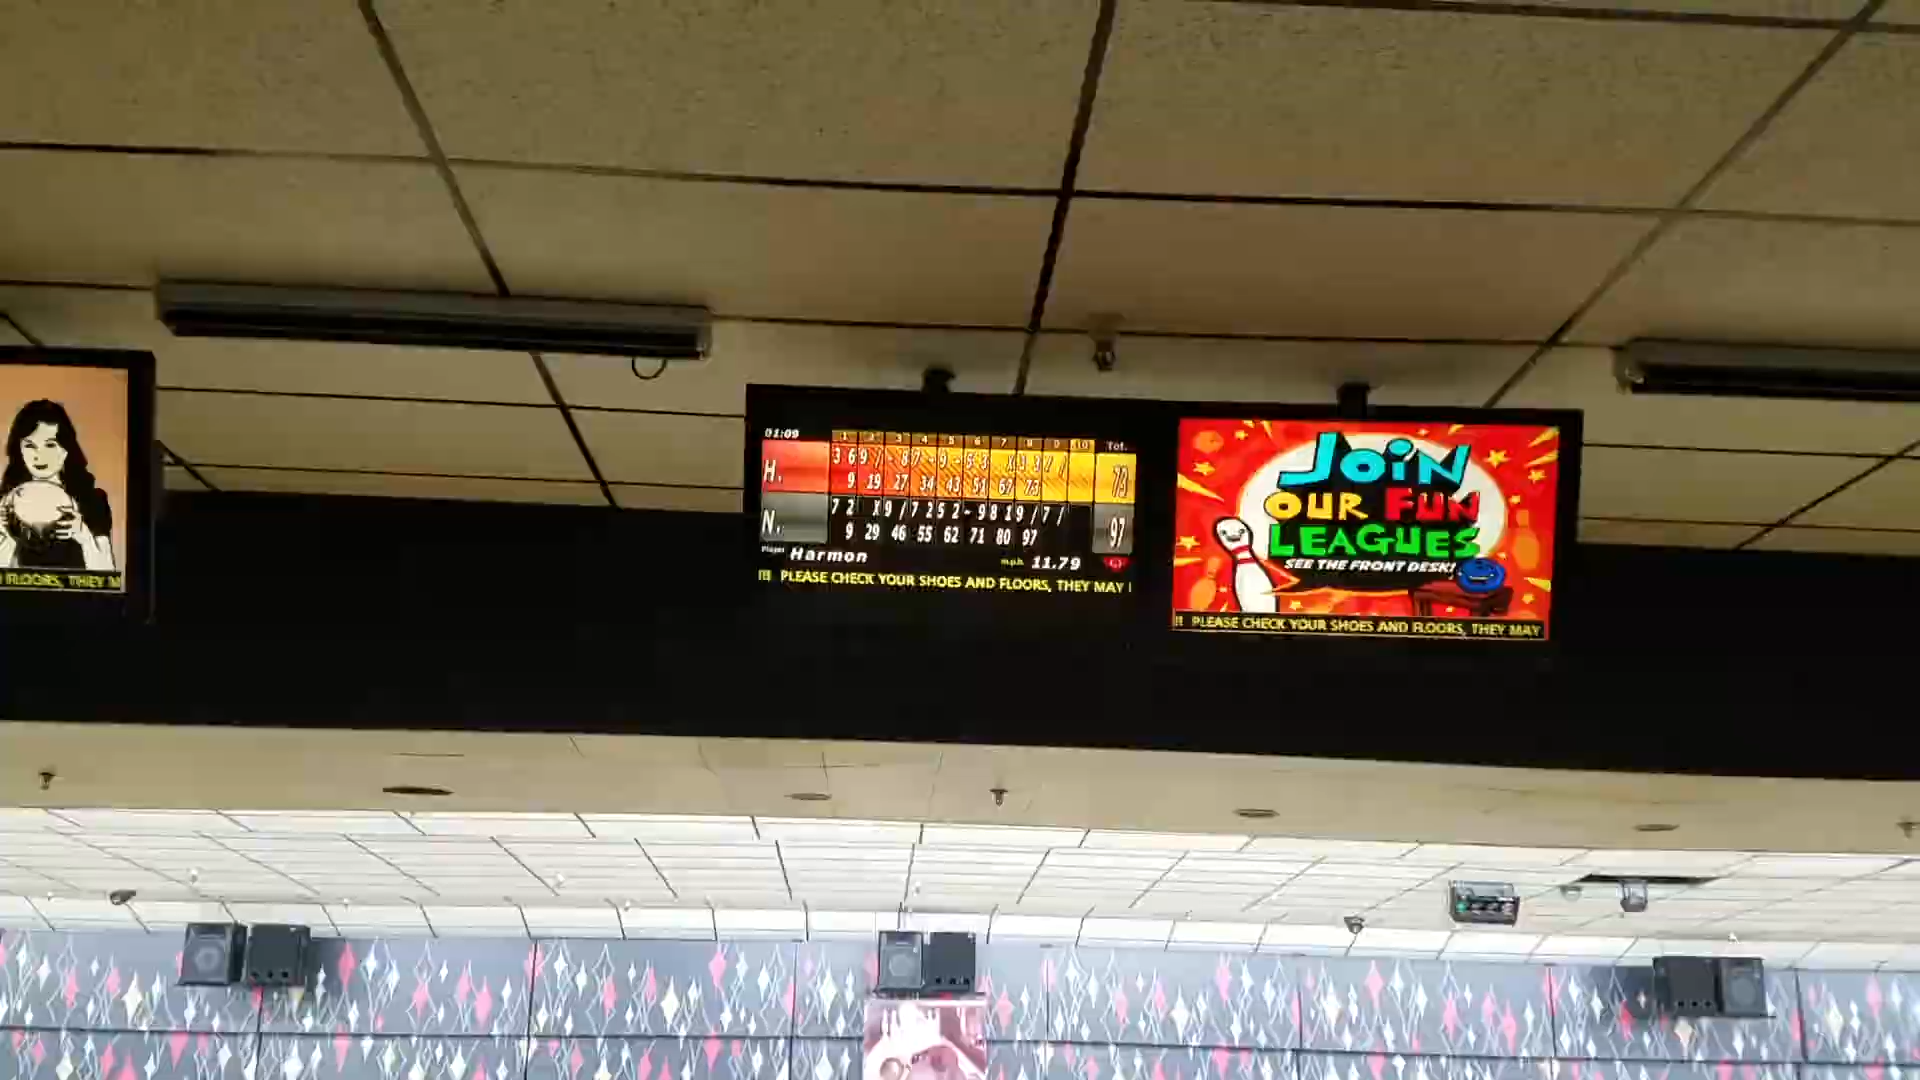 FLOORS, THEY M
01:09
1 2 3 4 5 6 7 8 9 10 Tot.
H.
9 19 27 34 43 51 67 73
73
7 2 X 9 / 7 2 5 2 - 9 8 1 9 / 7 /
N.
9 29 46 55 62 71 80 97
97
Player Harmon mph 11.79
!!! PLEASE CHECK YOUR SHOES AND FLOORS, THEY MAY
JOIN
OUR FUN
LEAGUES
SEE THE FRONT DESK!
!! PLEASE CHECK YOUR SHOES AND FLOORS, THEY MAY